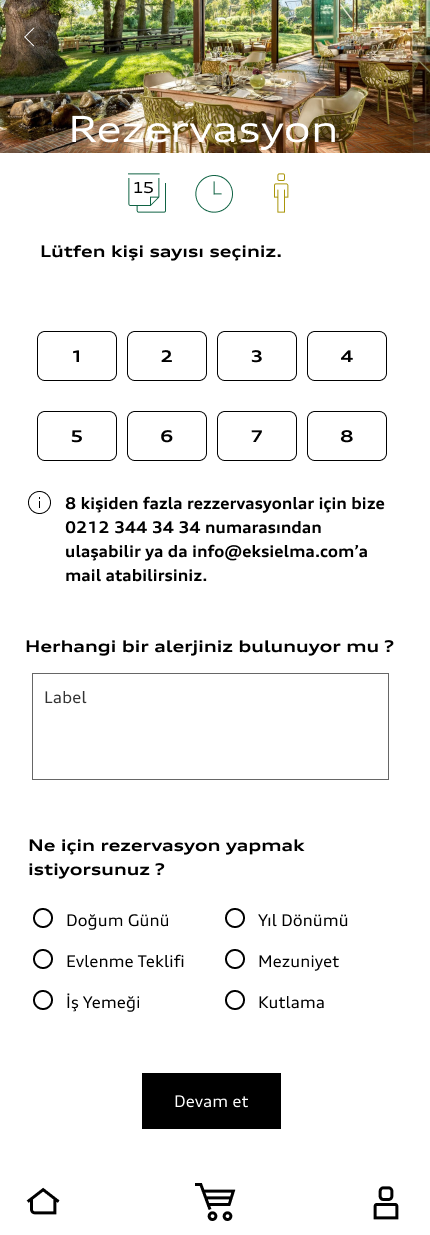 Rezervasyon
15
Lütfen kişi sayısı seçiniz.
1 2 3 4
5 6 7 8
8 kişiden fazla rezzervasyonlar için bize
0212 344 34 34 numarasından
ulaşabilir ya da info@eksielma.com’a
mail atabilirsiniz.
Herhangi bir alerjiniz bulunuyor mu ?
Label
Ne için rezervasyon yapmak
istiyorsunuz ?
Doğum Günü Yıl Dönümü
Evlenme Teklifi Mezuniyet
İş Yemeği Kutlama
Devam et